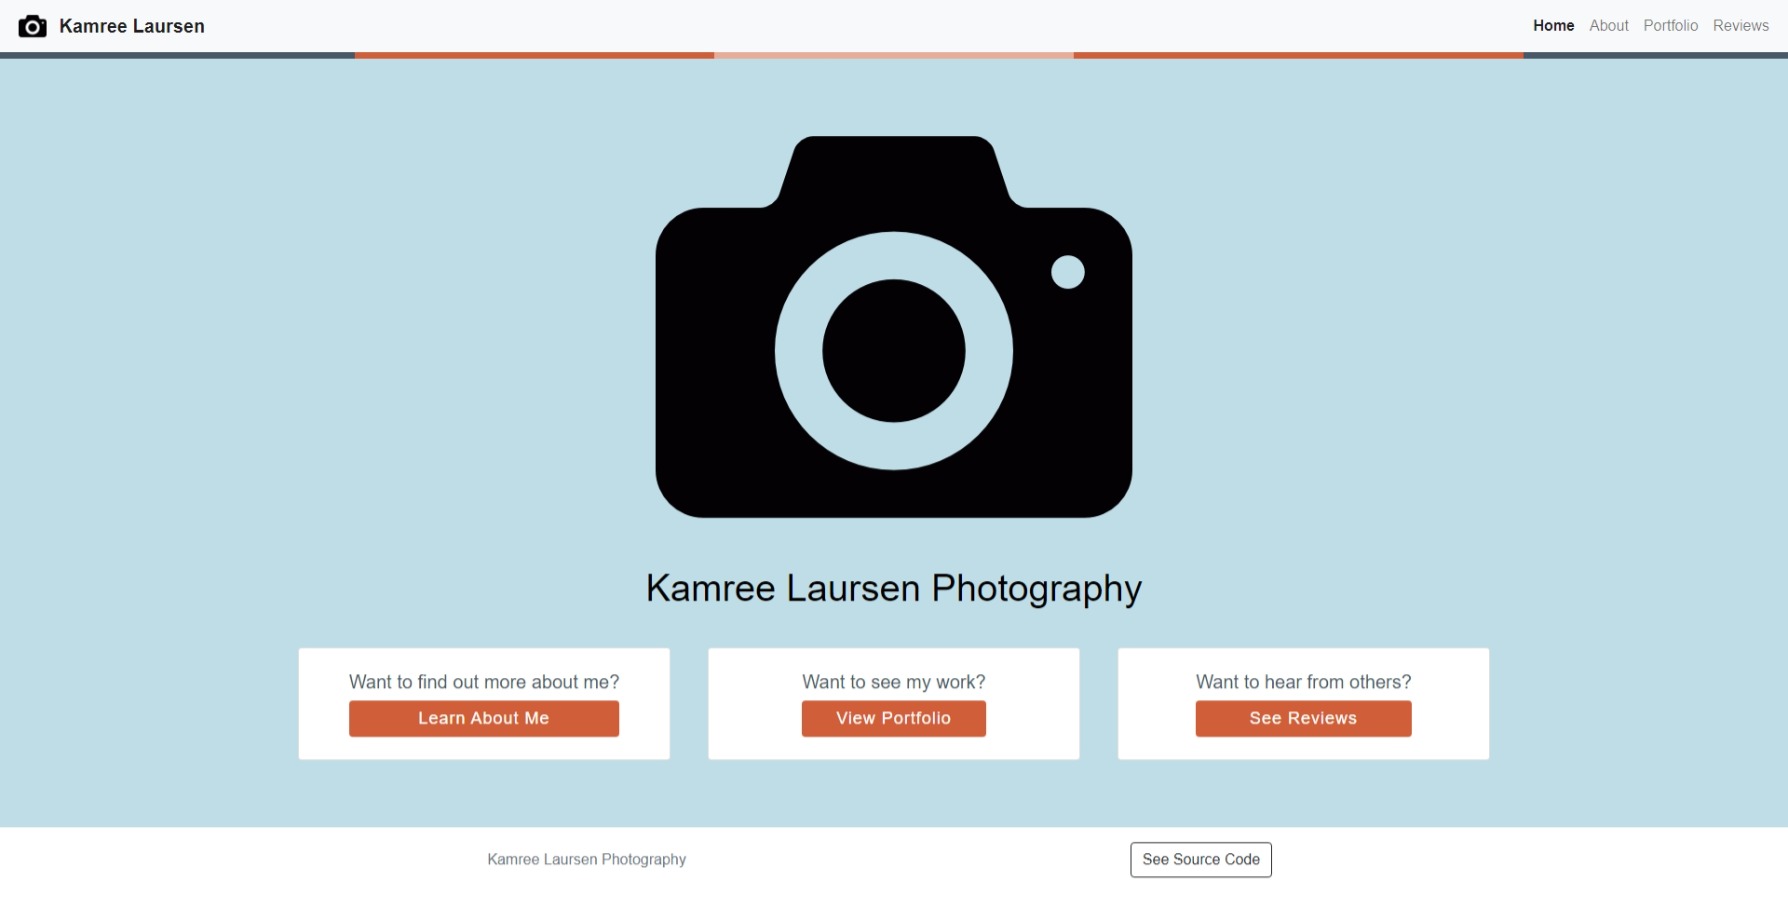 Kamree Laursen
Home About Portfolio Reviews
Kamree Laursen Photography
Want to find out more about me?
Learn About Me
Want to see my work?
View Portfolio
Want to hear from others?
See Reviews
Kamree Laursen Photography
See Source Code